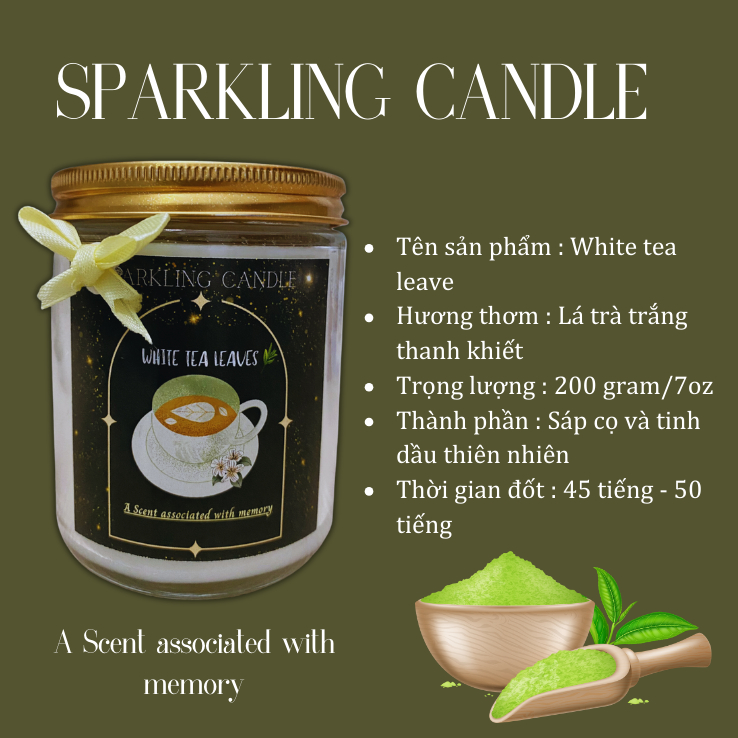 SPARKLING CANDLE
SPARKLING CANDLE
WHITE TEA LEAVES
A Scent associated with memory
• Tên sản phẩm : White tea
leave
• Hương thơm : Lá trà trắng
thanh khiết
• Trọng lượng : 200 gram/7oz
• Thành phần : Sáp cọ và tinh
dầu thiên nhiên
• Thời gian đốt : 45 tiếng - 50
tiếng
A Scent associated with
memory